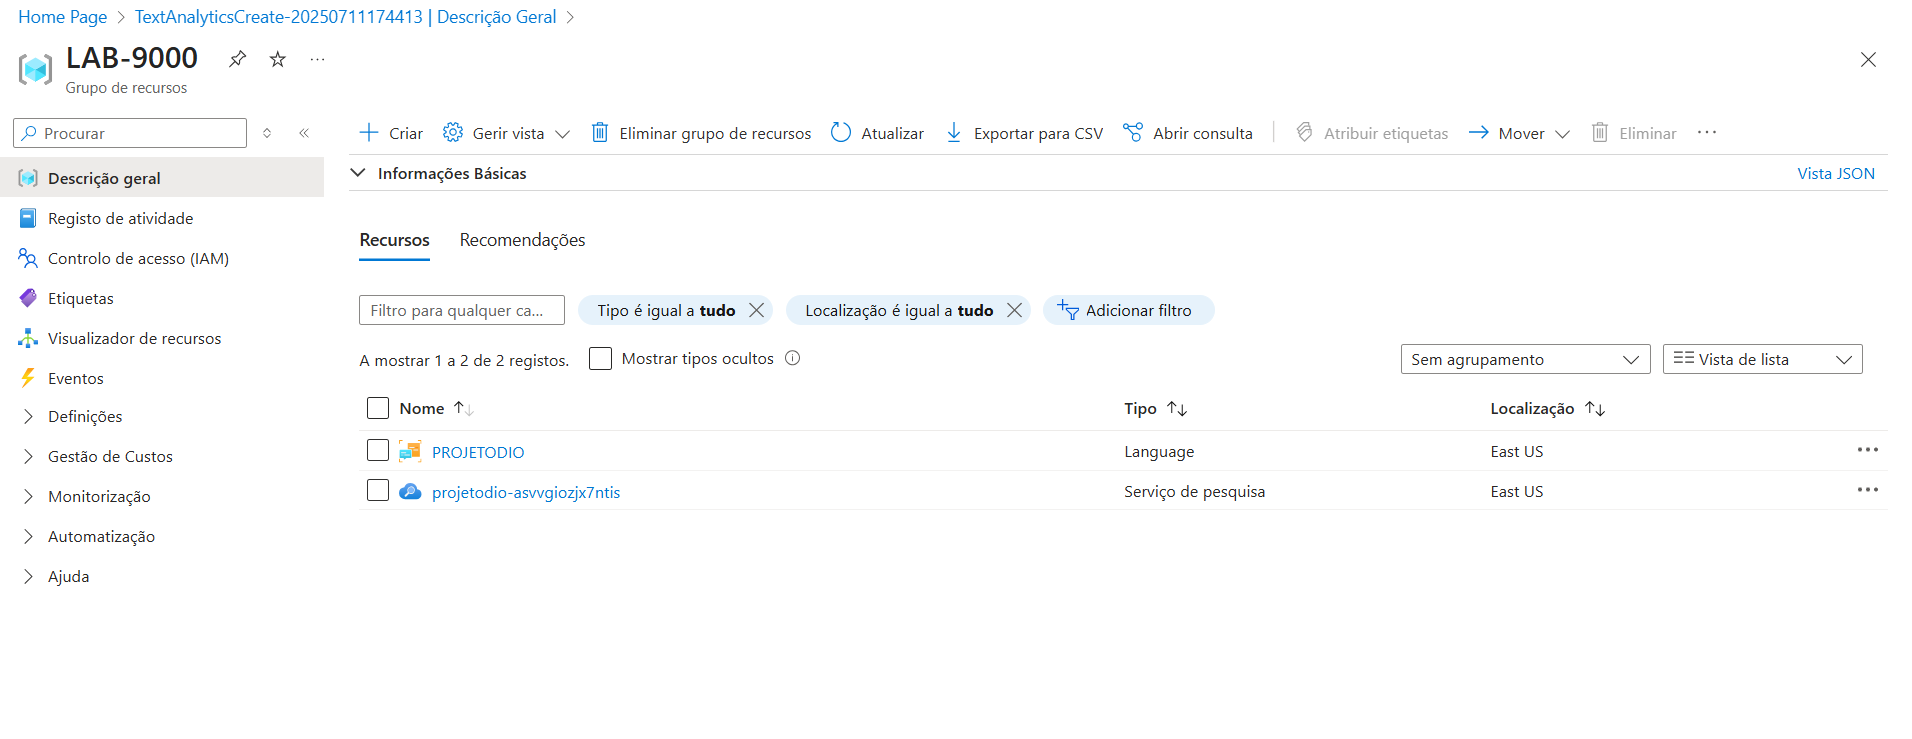 Home Page > TextAnalyticsCreate-20250711174413 | Descrição Geral >
LAB-9000 ...
Grupo de recursos
Procurar
Descrição geral
Registo de atividade
Controlo de acesso (IAM)
Etiquetas
Visualizador de recursos
Eventos
Definições
Gestão de Custos
Monitorização
Automatização
Ajuda
Criar Gerir vista Eliminar grupo de recursos Atualizar Exportar para CSV Abrir consulta Atribuir etiquetas Mover Eliminar ...
Informações Básicas Vista JSON
Recursos Recomendações
Filtro para qualquer ca... Tipo é igual a tudo Localização é igual a tudo Adicionar filtro
A mostrar 1 a 2 de 2 registos. Mostrar tipos ocultos Sem agrupamento Vista de lista
Nome Tipo Localização
PROJETODIO Language East US ...
projetodio-asvvgiozjx7ntis Serviço de pesquisa East US ...